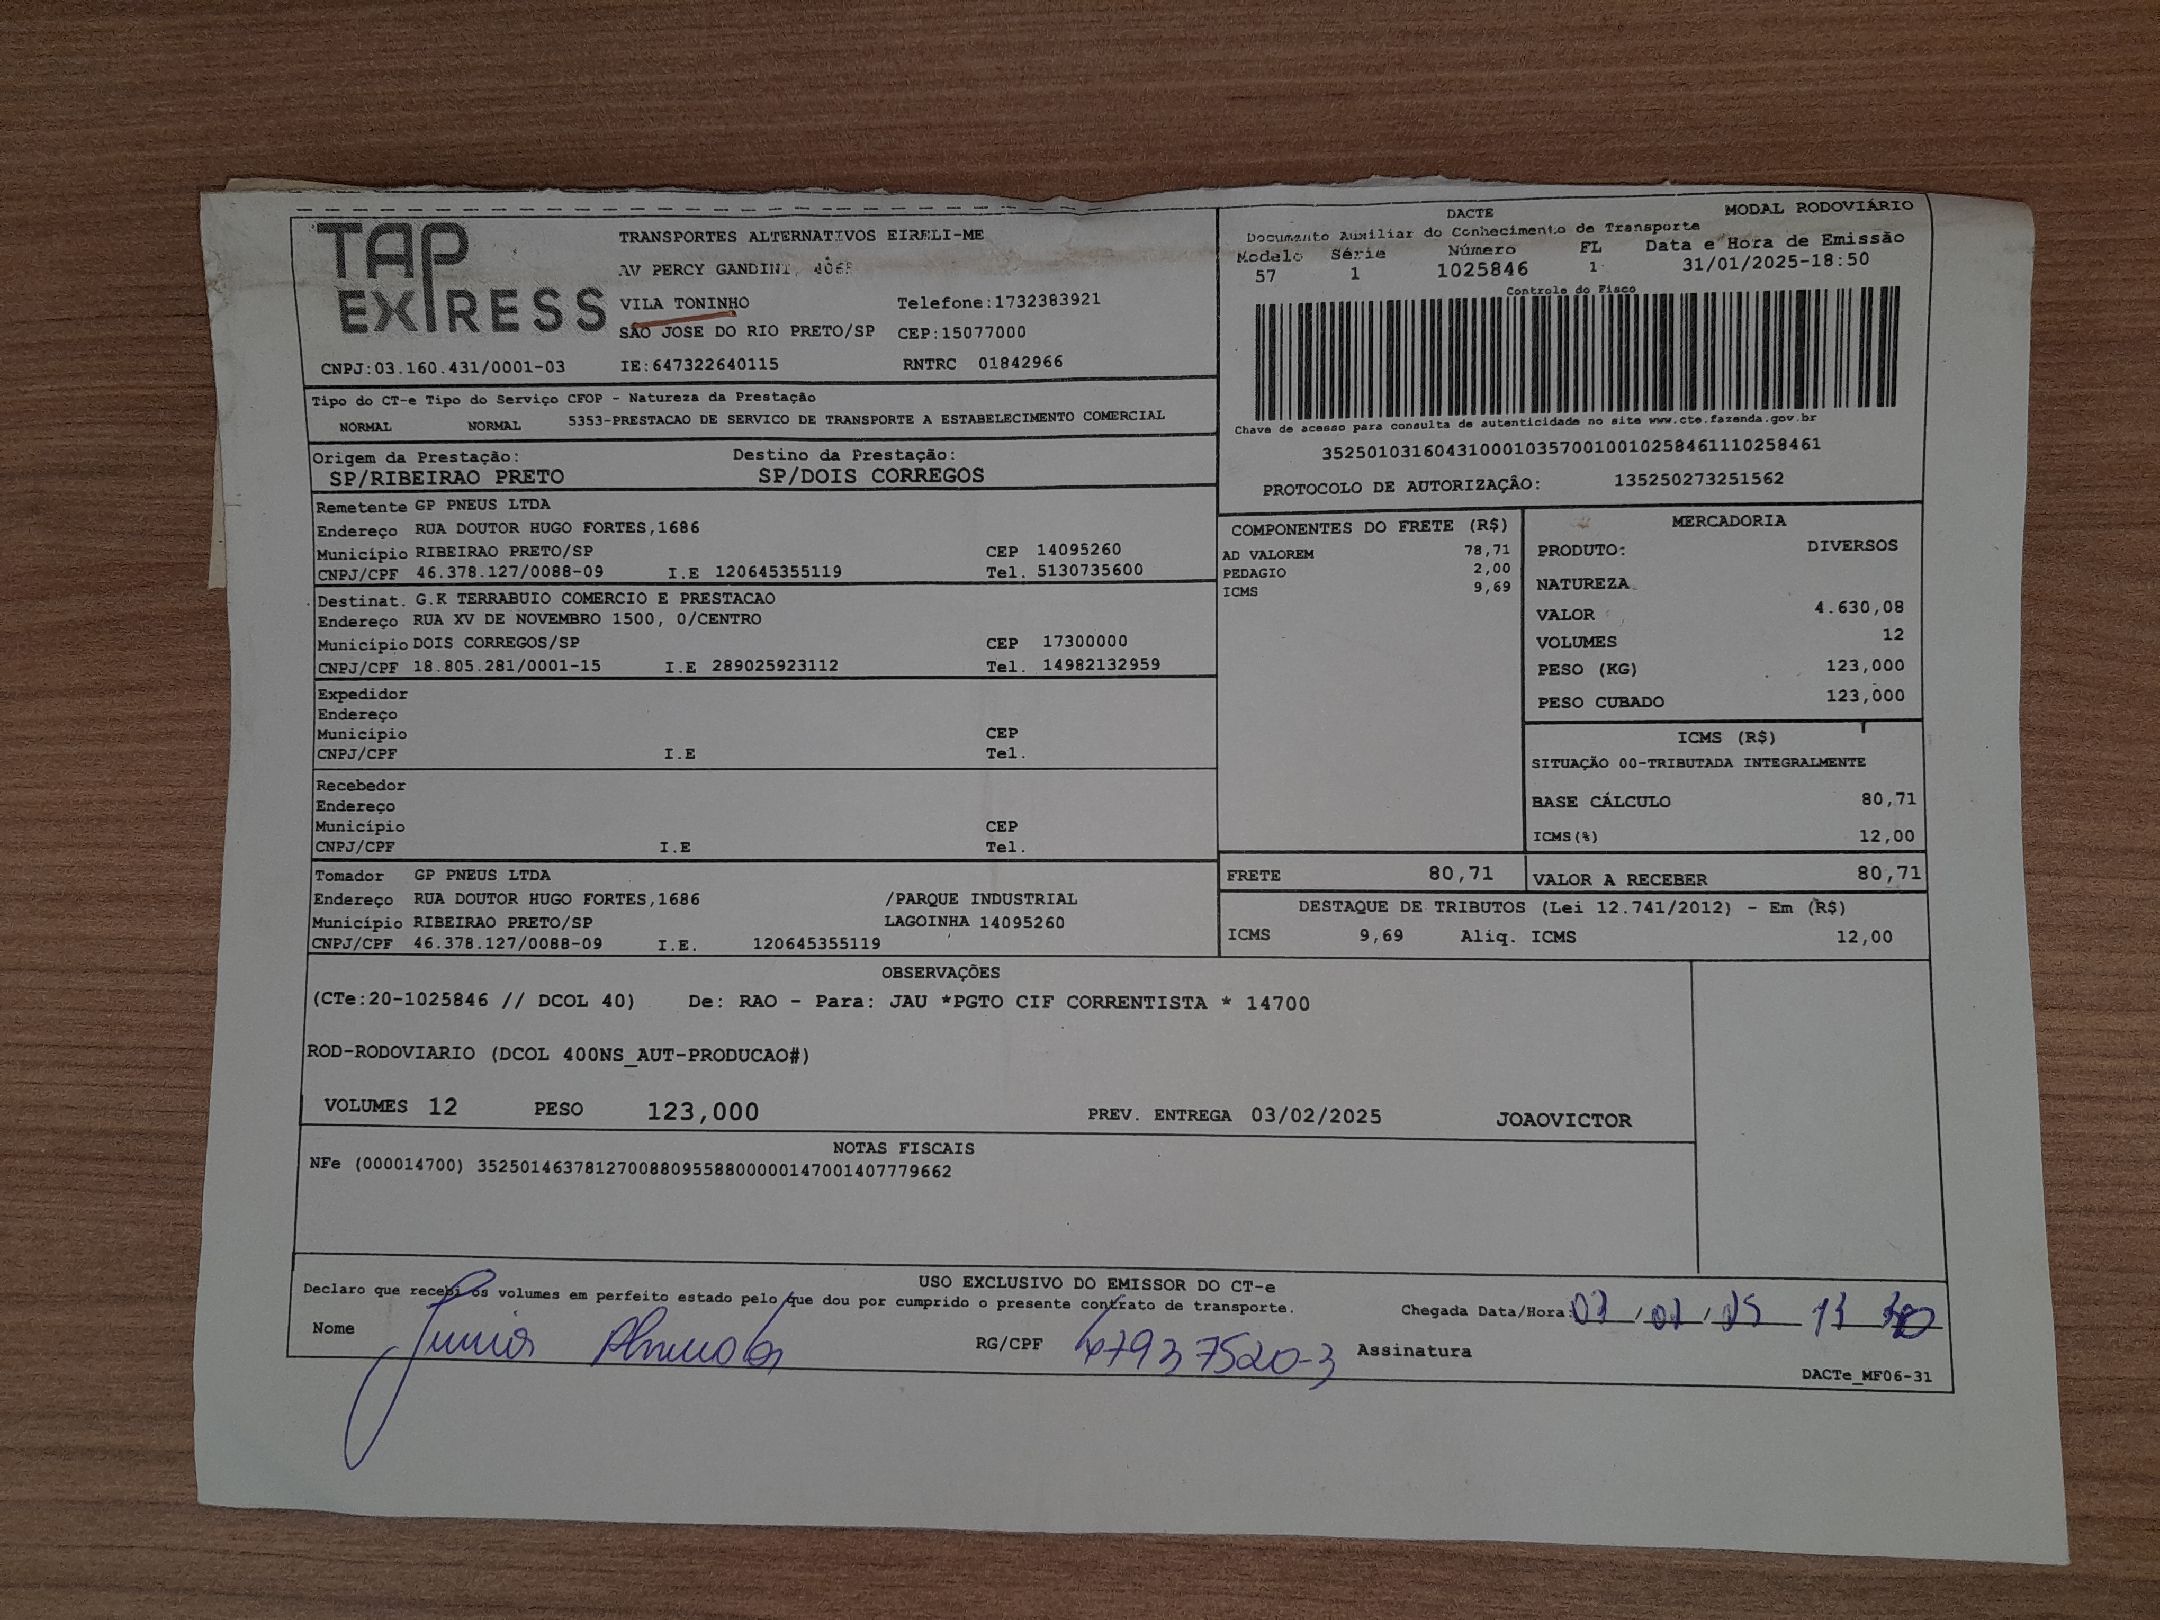 TAP EXPRESS
TRANSPORTES ALTERNATIVOS EIRELI-ME
AV PERCY GANDINI,
VILA TONINHO Telefone:1732383921
SAO JOSE DO RIO PRETO/SP CEP:15077000
CNPJ:03.160.431/0001-03 IE:647322640115 RNTRC 01842966
DACTE MODAL RODOVIÁRIO
Documento Auxiliar do Conhecimento de Transporte
Modelo Série Número FL Data e Hora de Emissão
57 1 1025846 1 31/01/2025-18:50
Controle do Fisco
Chave de acesso para consulta de autenticidade no site www.cte.fazenda.gov.br
35250103160431000103570010010258461110258461
PROTOCOLO DE AUTORIZAÇÃO: 135250273251562
Tipo do CT-e Tipo do Serviço CFOP - Natureza da Prestação
NORMAL NORMAL 5353-PRESTACAO DE SERVICO DE TRANSPORTE A ESTABELECIMENTO COMERCIAL
Origem da Prestação: Destino da Prestação:
SP/RIBEIRAO PRETO SP/DOIS CORREGOS
Remetente GP PNEUS LTDA
Endereço RUA DOUTOR HUGO FORTES,1686
Município RIBEIRAO PRETO/SP CEP 14095260
CNPJ/CPF 46.378.127/0088-09 I.E 120645355119 Tel. 5130735600
Destinat. G.K TERRABUIO COMERCIO E PRESTACAO
Endereço RUA XV DE NOVEMBRO 1500, 0/CENTRO
Município DOIS CORREGOS/SP CEP 17300000
CNPJ/CPF 18.805.281/0001-15 I.E 289025923112 Tel. 14982132959
Expedidor
Endereço
Município CEP
CNPJ/CPF I.E Tel.
Recebedor
Endereço
Município CEP
CNPJ/CPF I.E Tel.
Tomador GP PNEUS LTDA
Endereço RUA DOUTOR HUGO FORTES,1686 /PARQUE INDUSTRIAL
Município RIBEIRAO PRETO/SP LAGOINHA 14095260
CNPJ/CPF 46.378.127/0088-09 I.E. 120645355119
COMPONENTES DO FRETE (R$)
AD VALOREM 78,71
PEDAGIO 2,00
ICMS 9,69
MERCADORIA
PRODUTO: DIVERSOS
NATUREZA
VALOR 4.630,08
VOLUMES 12
PESO (KG) 123,000
PESO CUBADO 123,000
ICMS (R$)
SITUAÇÃO 00-TRIBUTADA INTEGRALMENTE
BASE CÁLCULO 80,71
ICMS(%) 12,00
FRETE 80,71 VALOR A RECEBER 80,71
DESTAQUE DE TRIBUTOS (Lei 12.741/2012) - Em (R$)
ICMS 9,69 Aliq. ICMS 12,00
OBSERVAÇÕES
(CTe:20-1025846 // DCOL 40) De: RAO - Para: JAU *PGTO CIF CORRENTISTA * 14700
ROD-RODOVIARIO (DCOL 400NS_AUT-PRODUCAO#)
VOLUMES 12 PESO 123,000 PREV. ENTREGA 03/02/2025 JOAOVICTOR
NOTAS FISCAIS
NFe (000014700) 35250146378127008809558800000147001407779662
USO EXCLUSIVO DO EMISSOR DO CT-e
Declaro que recebi os volumes em perfeito estado pelo que dou por cumprido o presente contrato de transporte.
Chegada Data/Hora:
Nome Junior RG/CPF 47937520-3 Assinatura
DACTe_MF06-31